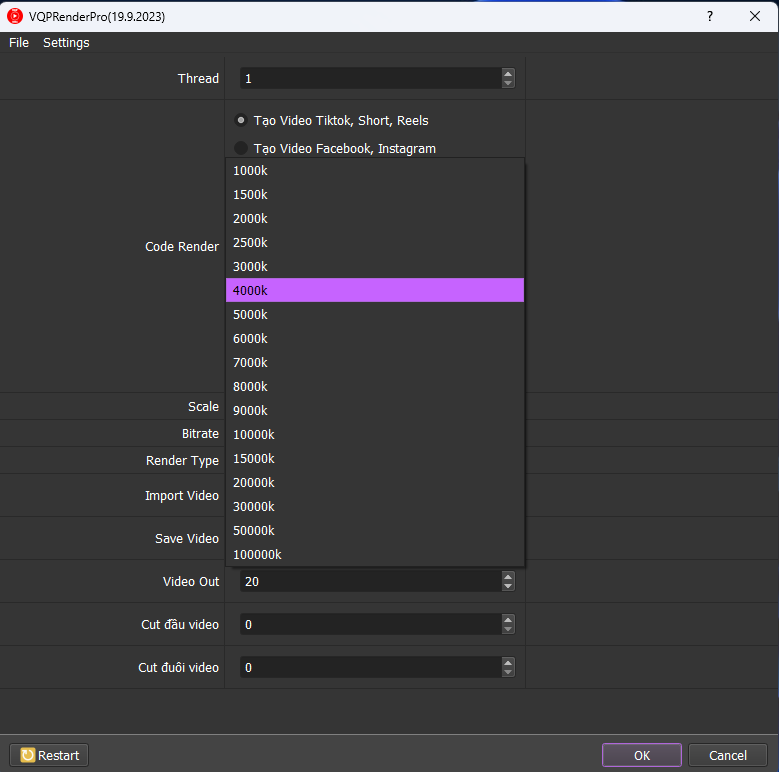 VQPRenderPro(19.9.2023)
?
File Settings
Thread 1
Tạo Video Tiktok, Short, Reels
Tạo Video Facebook, Instagram
1000k
1500k
2000k
Code Render
2500k
3000k
4000k
5000k
6000k
7000k
8000k
Scale
9000k
Bitrate
10000k
Render Type
15000k
20000k
Import Video
30000k
50000k
Save Video
100000k
Video Out 20
Cut đầu video 0
Cut đuôi video 0
Restart OK Cancel